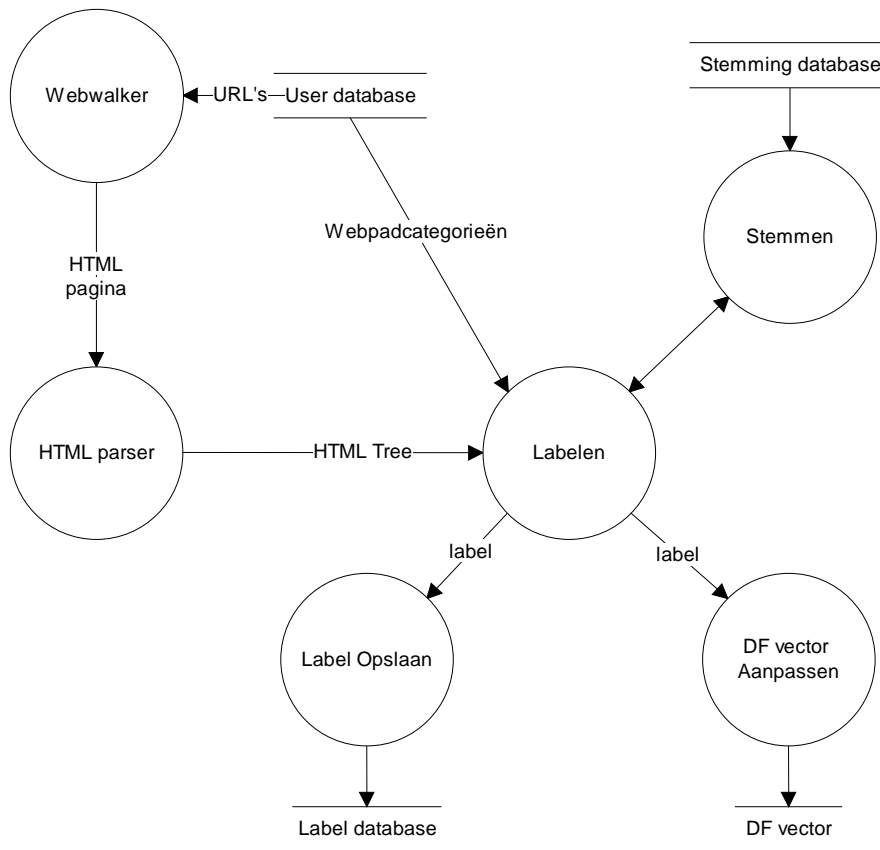 Webwalker
URL's
User database
Stemming database
Webpadcategorieën
Stemmen
HTML
pagina
HTML parser
HTML Tree
Labelen
label
label
Label Opslaan
DF vector
Aanpassen
Label database
DF vector